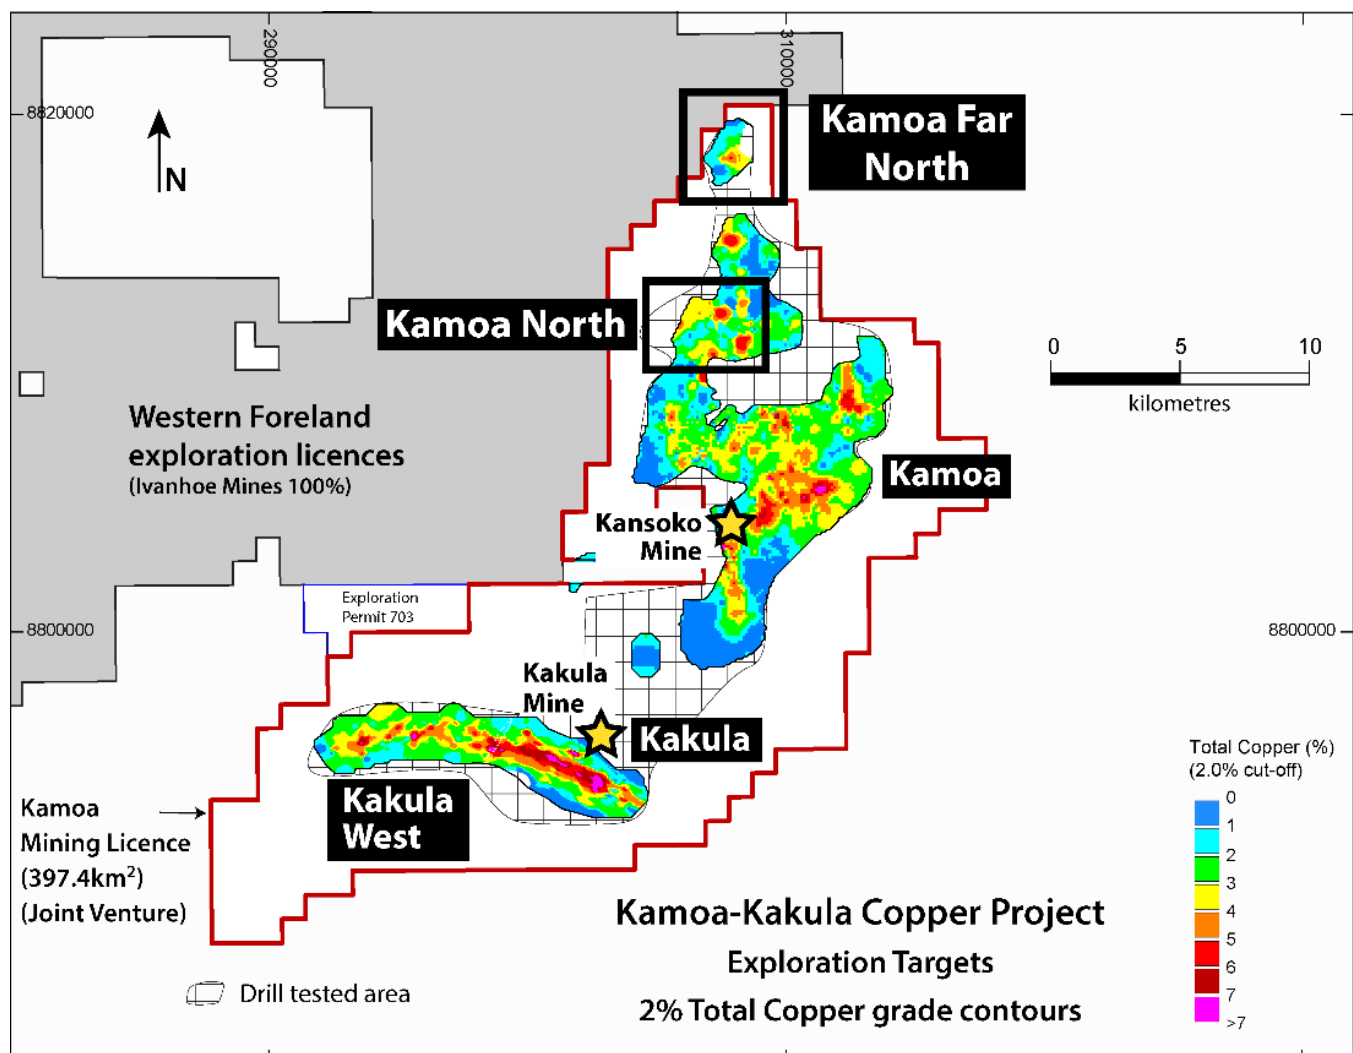 290000
310000
8820000
Kamoa Far
North
N
Kamoa North
0 5 10
kilometres
Western Foreland
exploration licences
(Ivanhoe Mines 100%)
Kamoa
Kansoko
Mine
Exploration
Permit 703
8800000
8800000
Kakula
Mine
Kakula
Total Copper (%)
(2.0% cut-off)
0
1
2
3
4
5
6
7
>7
Kakula
West
Kamoa
Mining Licence
(397.4km²)
(Joint Venture)
Kamoa-Kakula Copper Project
Exploration Targets
2% Total Copper grade contours
Drill tested area